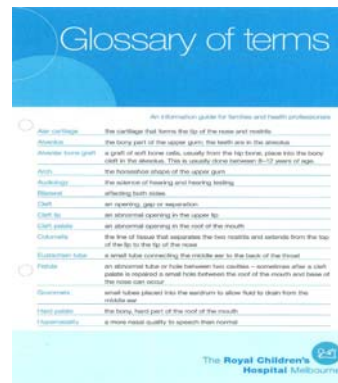 Glossary of terms
An information guide for families and health professionals
Alar cartilage the cartilage that forms the tip of the nose and nostrils
Alveolus the bony part of the upper gum; the teeth are in the alveolus
Alveolar bone graft a graft of soft bone cells, usually from the hip bone, place into the bony
cleft in the alveolus. This is usually done between 8–12 years of age.
Arch the horseshoe shape of the upper gum
Audiology the science of hearing and hearing testing
Bilateral affecting both sides
Cleft an opening, gap or separation
Cleft lip an abnormal opening in the upper lip
Cleft palate an abnormal opening in the roof of the mouth
Columella the line of tissue that separates the two nostrils and extends from the top
of the lip to the tip of the nose
Eustachian tube a small tube connecting the middle ear to the back of the throat
Fistula an abnormal tube or hole between two cavities – sometimes after a cleft
palate is repaired a small hole between the roof of the mouth and base of
the nose can occur
Grommets small tubes placed into the eardrum to allow fluid to drain from the
middle ear
Hard palate the bony, hard part of the roof of the mouth
Hypernasality a more nasal quality to speech than normal
The Royal Children's
Hospital Melbourne